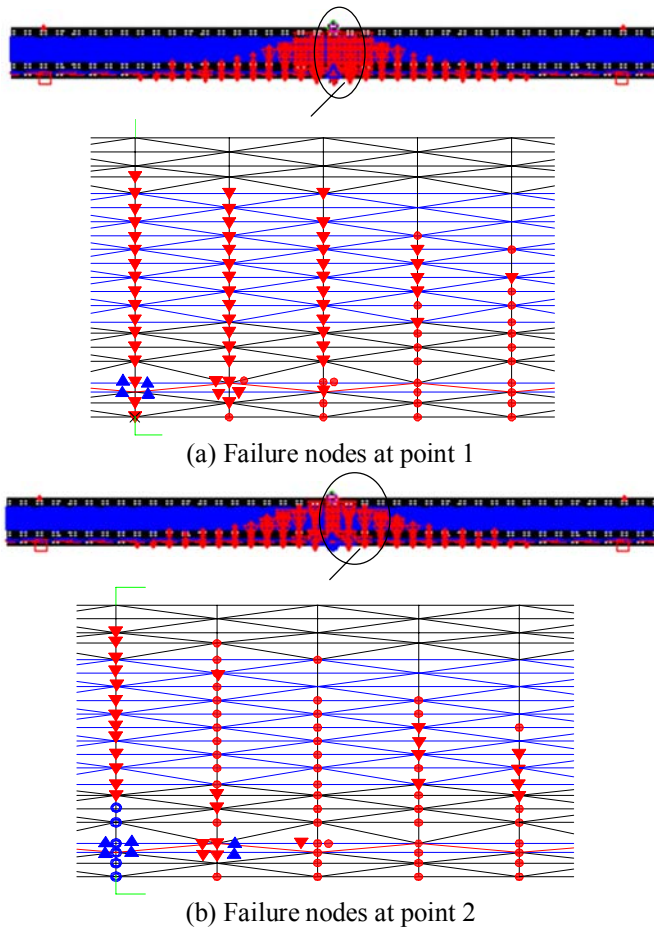 (a) Failure nodes at point 1
(b) Failure nodes at point 2